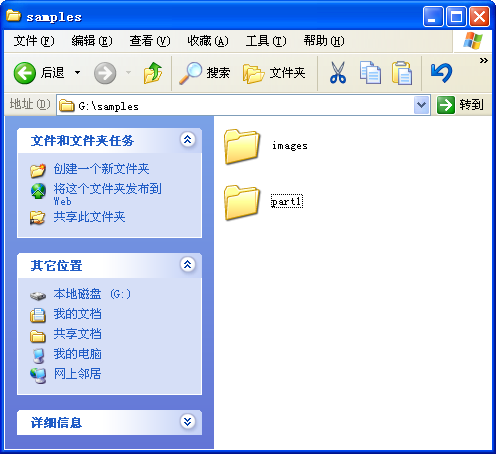 samples
文件(F) 编辑(E) 查看(V) 收藏(A) 工具(T) 帮助(H)
后退 搜索 文件夹
地址(D) G:\samples 转到
文件和文件夹任务
创建一个新文件夹
将这个文件夹发布到
Web
共享此文件夹
其它位置
本地磁盘 (G:)
我的文档
共享文档
我的电脑
网上邻居
详细信息
images
part1